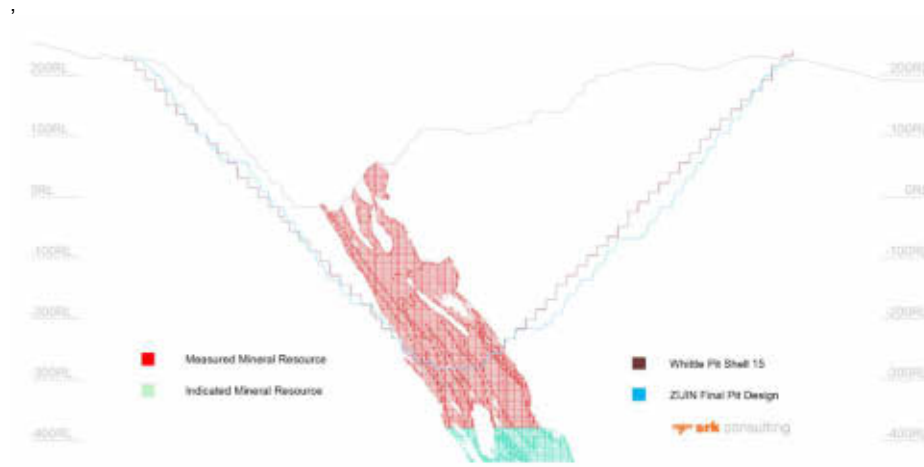 ,
200RL
200RL
100RL
100RL
0RL
0RL
-100RL
-100RL
-200RL
-200RL
-300RL
-300RL
-400RL
-400RL
Measured Mineral Resource
Indicated Mineral Resource
Whittle Pit Shell 15
ZIJIN Final Pit Design
srk consulting